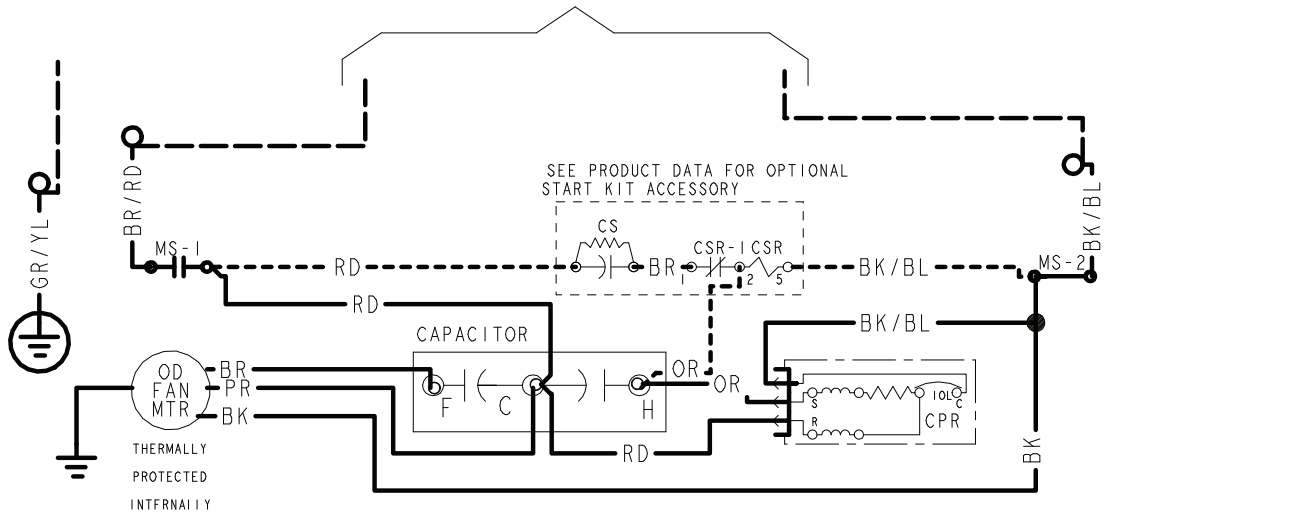 SEE PRODUCT DATA FOR OPTIONAL
START KIT ACCESSORY
BR/RD
GR/YL
BK/BL
CS
MS-1
CSR-1 CSR
MS-2
RD
BR
1
2
5
BK/BL
RD
BK/BL
CAPACITOR
OD
FAN
MTR
BR
PR
BK
F
C
H
OR
OR
S
R
IOL
C
CPR
RD
BK
THERMALLY
PROTECTED
INTERNALLY